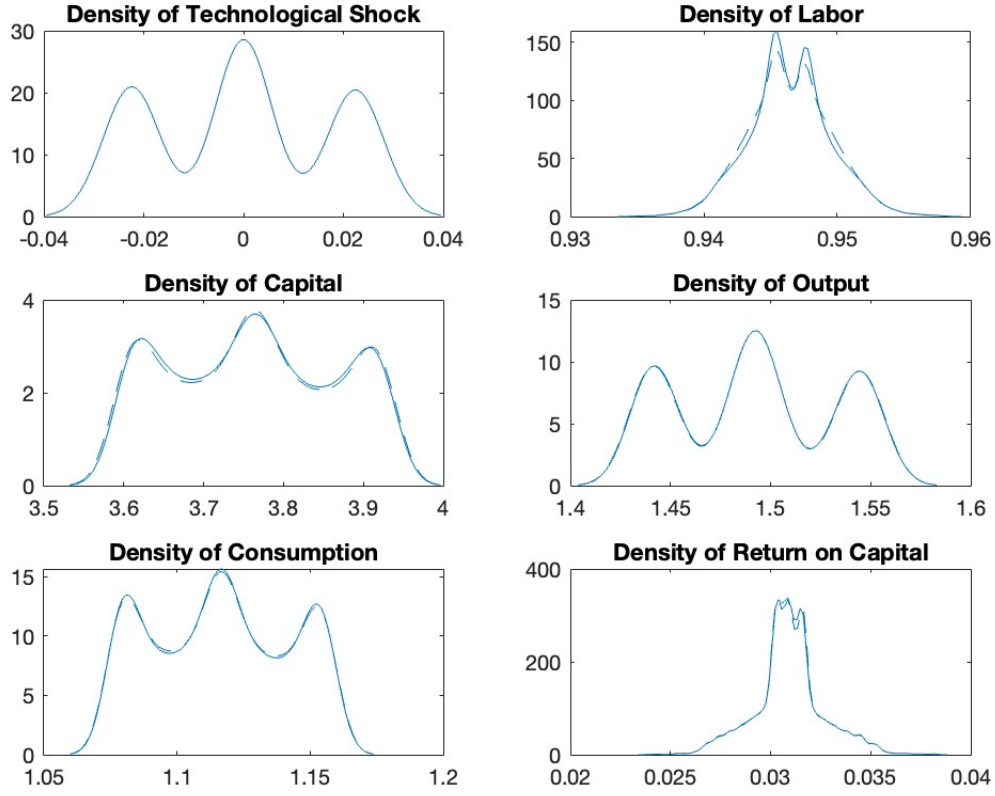 Density of Technological Shock
30
20
10
0
-0.04 -0.02 0 0.02 0.04
Density of Labor
150
100
50
0
0.93 0.94 0.95 0.96
Density of Capital
4
2
0
3.5 3.6 3.7 3.8 3.9 4
Density of Output
15
10
5
0
1.4 1.45 1.5 1.55 1.6
Density of Consumption
15
10
5
0
1.05 1.1 1.15 1.2
Density of Return on Capital
400
200
0
0.02 0.025 0.03 0.035 0.04